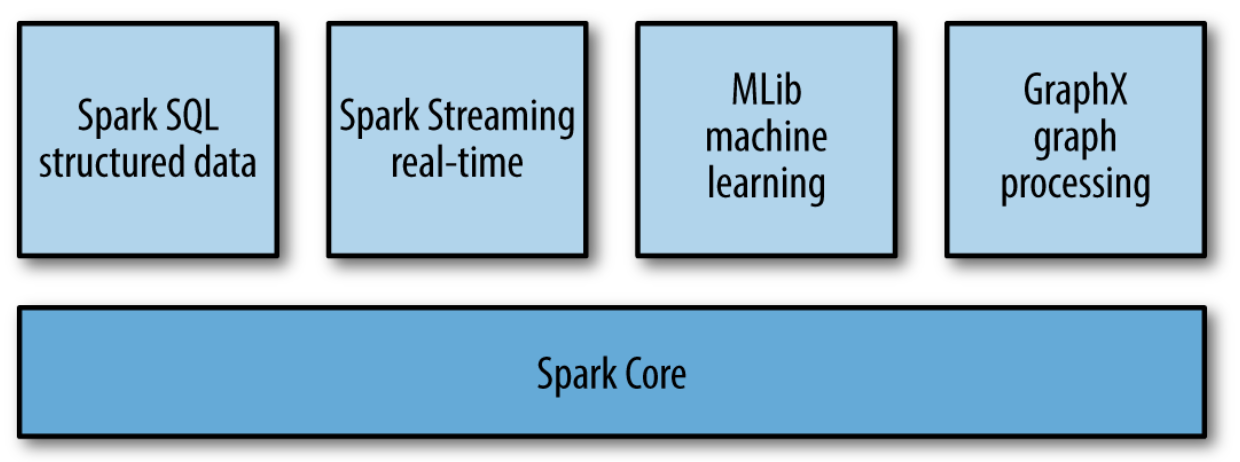 Spark SQL
structured data
Spark Streaming
real-time
MLib
machine
learning
GraphX
graph
processing
Spark Core